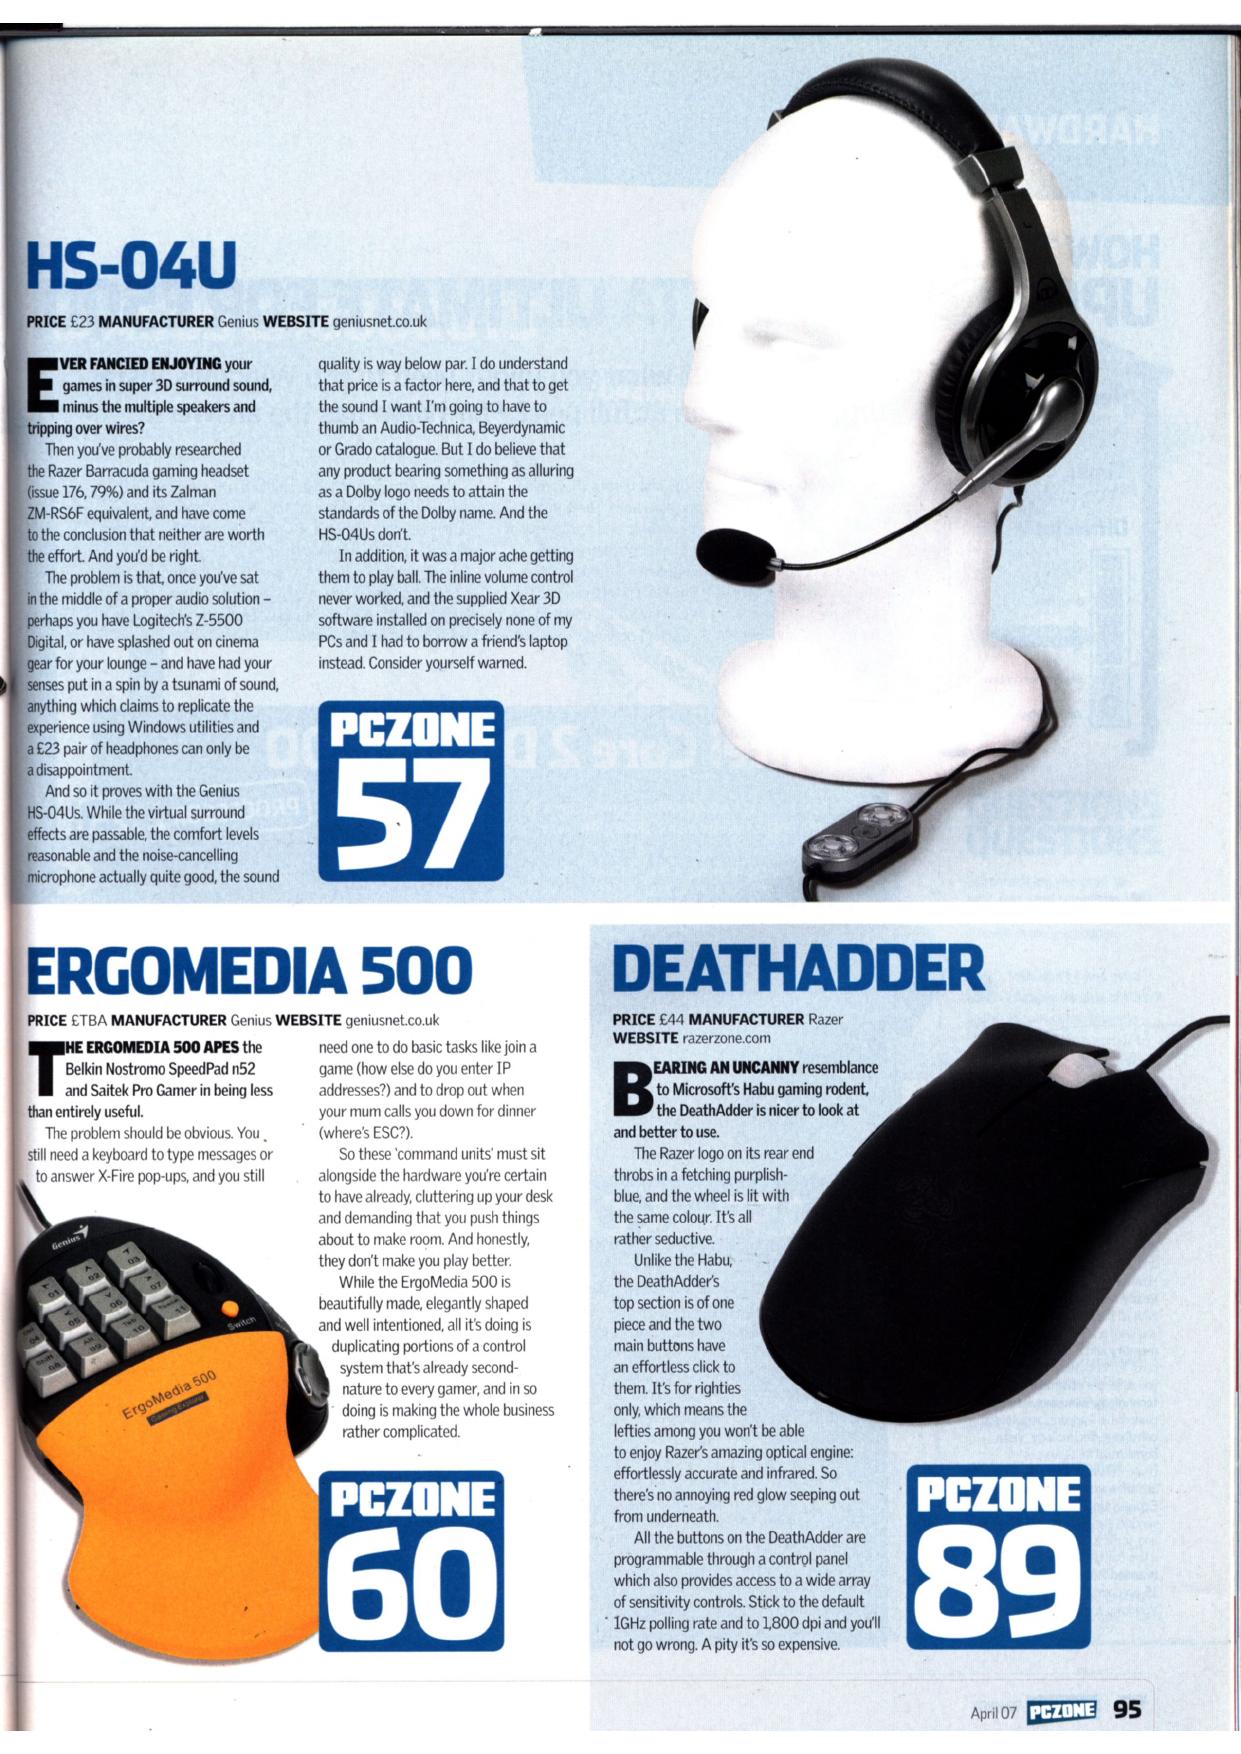 HS-04U
PRICE £23 MANUFACTURER Genius WEBSITE geniusnet.co.uk
EVER FANCIED ENJOYING your
games in super 3D surround sound,
minus the multiple speakers and
tripping over wires?
Then you've probably researched
the Razer Barracuda gaming headset
(issue 176, 79%) and its Zalman
ZM-RS6F equivalent, and have come
to the conclusion that neither are worth
the effort. And you'd be right.
The problem is that, once you've sat
in the middle of a proper audio solution –
perhaps you have Logitech's Z-5500
Digital, or have splashed out on cinema
gear for your lounge – and have had your
senses put in a spin by a tsunami of sound,
anything which claims to replicate the
experience using Windows utilities and
a £23 pair of headphones can only be
a disappointment.
And so it proves with the Genius
HS-04Us. While the virtual surround
effects are passable, the comfort levels
reasonable and the noise-cancelling
microphone actually quite good, the sound
quality is way below par. I do understand
that price is a factor here, and that to get
the sound I want I'm going to have to
thumb an Audio-Technica, Beyerdynamic
or Grado catalogue. But I do believe that
any product bearing something as alluring
as a Dolby logo needs to attain the
standards of the Dolby name. And the
HS-04Us don't.
In addition, it was a major ache getting
them to play ball. The inline volume control
never worked, and the supplied Xear 3D
software installed on precisely none of my
PCs and I had to borrow a friend's laptop
instead. Consider yourself warned.
PCZONE
57
ERGOMEDIA 500
PRICE £TBA MANUFACTURER Genius WEBSITE geniusnet.co.uk
THE ERGOMEDIA 500 APES the
Belkin Nostromo SpeedPad n52
and Saitek Pro Gamer in being less
than entirely useful.
The problem should be obvious. You
still need a keyboard to type messages or
to answer X-Fire pop-ups, and you still
need one to do basic tasks like join a
game (how else do you enter IP
addresses?) and to drop out when
your mum calls you down for dinner
(where's ESC?).
So these 'command units' must sit
alongside the hardware you're certain
to have already, cluttering up your desk
and demanding that you push things
about to make room. And honestly,
they don't make you play better.
While the ErgoMedia 500 is
beautifully made, elegantly shaped
and well intentioned, all it's doing is
duplicating portions of a control
system that's already second-
nature to every gamer, and in so
doing is making the whole business
rather complicated.
Genius
01
02
03
04
05
06
07
08
10
11
Switch
ErgoMedia 500
PCZONE
60
DEATHADDER
PRICE £44 MANUFACTURER Razer
WEBSITE razerzone.com
BEARING AN UNCANNY resemblance
to Microsoft's Habu gaming rodent,
the DeathAdder is nicer to look at
and better to use.
The Razer logo on its rear end
throbs in a fetching purplish-
blue, and the wheel is lit with
the same colour. It's all
rather seductive.
Unlike the Habu,
the DeathAdder's
top section is of one
piece and the two
main buttons have
an effortless click to
them. It's for righties
only, which means the
lefties among you won't be able
to enjoy Razer's amazing optical engine:
effortlessly accurate and infrared. So
there's no annoying red glow seeping out
from underneath.
All the buttons on the DeathAdder are
programmable through a control panel
which also provides access to a wide array
of sensitivity controls. Stick to the default
1GHz polling rate and to 1,800 dpi and you'll
not go wrong. A pity it's so expensive.
PCZONE
89
April 07 PCZONE 95